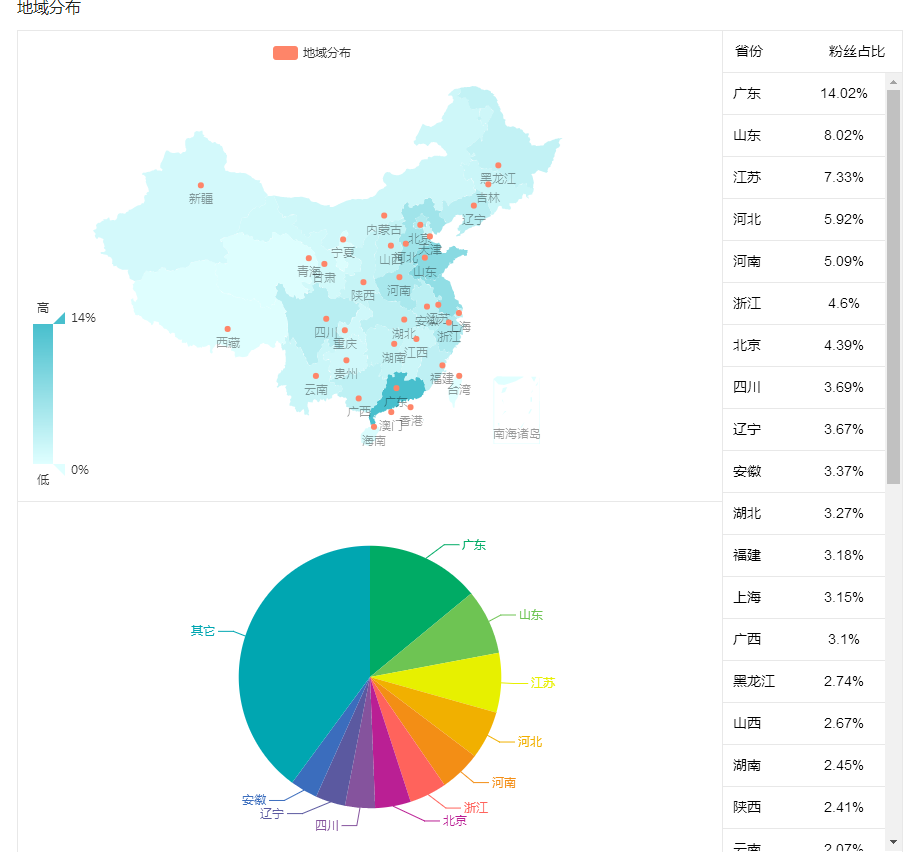 地域分布
地域分布
省份 粉丝占比
广东 14.02%
山东 8.02%
江苏 7.33%
河北 5.92%
河南 5.09%
浙江 4.6%
北京 4.39%
四川 3.69%
辽宁 3.67%
安徽 3.37%
湖北 3.27%
福建 3.18%
上海 3.15%
广西 3.1%
黑龙江 2.74%
山西 2.67%
湖南 2.45%
陕西 2.41%
云南 2.07%
黑龙江
新疆
吉林
辽宁
内蒙古
北京
天津
宁夏
山西
河北
青海
甘肃
山东
陕西
河南
安徽
江苏
上海
四川
湖北
浙江
西藏
重庆
湖南
江西
贵州
福建
云南
台湾
广东
广西
香港
澳门
海南
南海诸岛
高
14%
0%
低
广东
山东
其它
江苏
河北
河南
安徽
浙江
辽宁
北京
四川